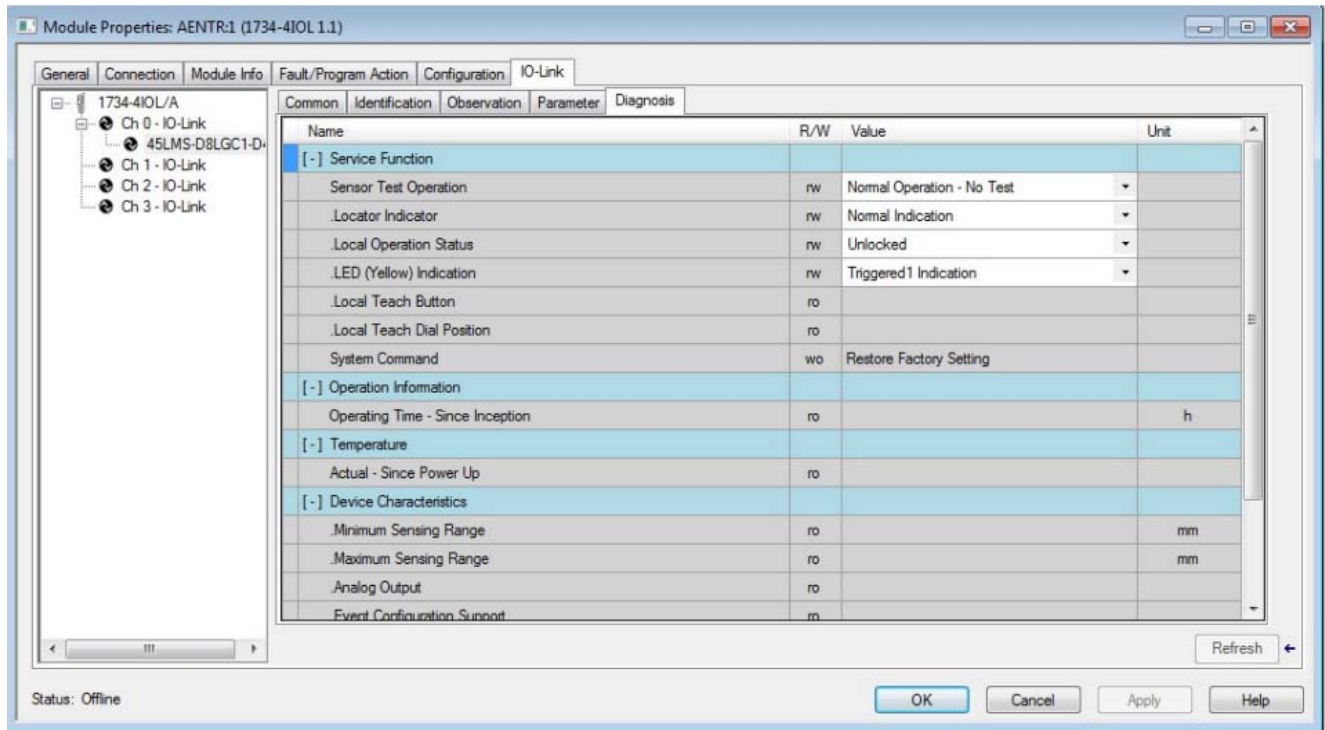 Module Properties: AENTR:1 (1734-4IOL 1.1)
General Connection Module Info Fault/Program Action Configuration IO-Link
1734-4IOL/A
Ch 0 - IO-Link
45LMS-D8LGC1-D
Ch 1 - IO-Link
Ch 2 - IO-Link
Ch 3 - IO-Link
Common Identification Observation Parameter Diagnosis
Name R/W Value Unit
[-] Service Function
Sensor Test Operation rw Normal Operation - No Test
.Locator Indicator rw Normal Indication
.Local Operation Status rw Unlocked
.LED (Yellow) Indication rw Triggered1 Indication
.Local Teach Button ro
.Local Teach Dial Position ro
System Command wo Restore Factory Setting
[-] Operation Information
Operating Time - Since Inception ro h
[-] Temperature
Actual - Since Power Up ro
[-] Device Characteristics
.Minimum Sensing Range ro mm
.Maximum Sensing Range ro mm
.Analog Output ro
.Event Configuration Support ro
Refresh
Status: Offline
OK Cancel Apply Help